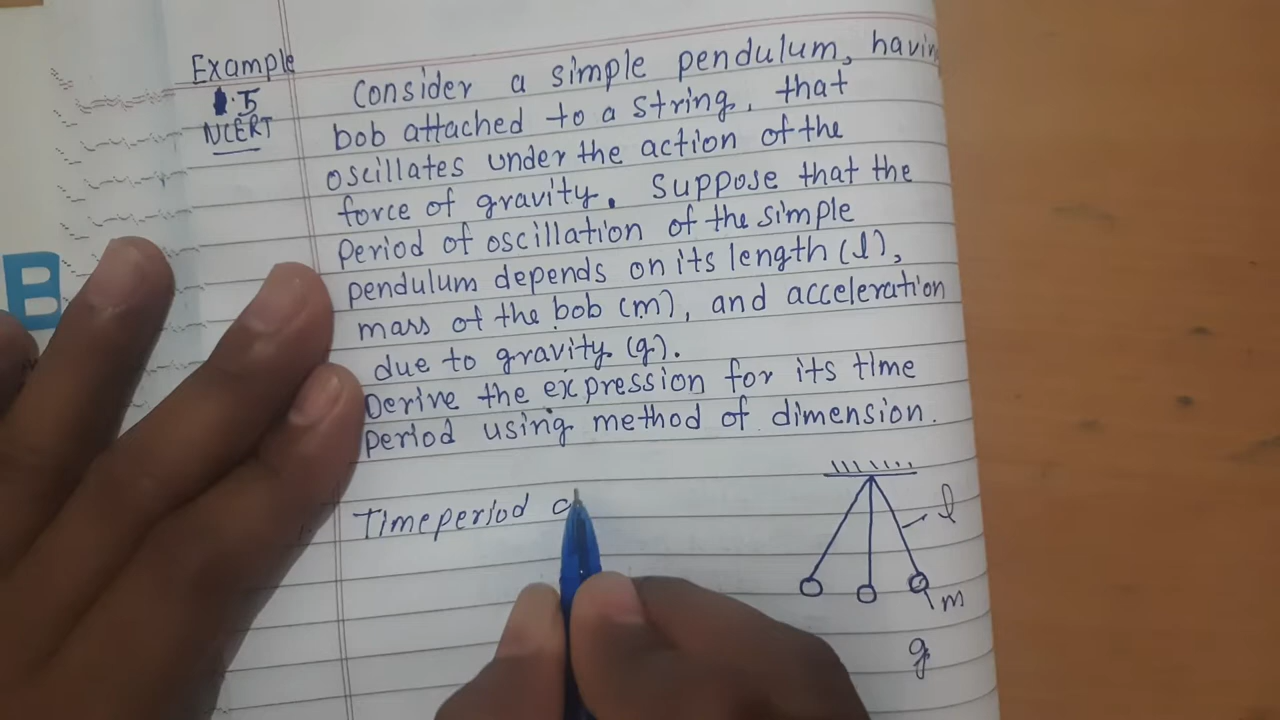 Example
1.5
NCERT
Consider a simple pendulum, having
bob attached to a string, that
oscillates under the action of the
force of gravity. Suppose that the
period of oscillation of the simple
pendulum depends on its length (l),
mass of the bob (m), and acceleration
due to gravity (g).
Derive the expression for its time
period using method of dimension.
Timeperiod
l
m
g
B